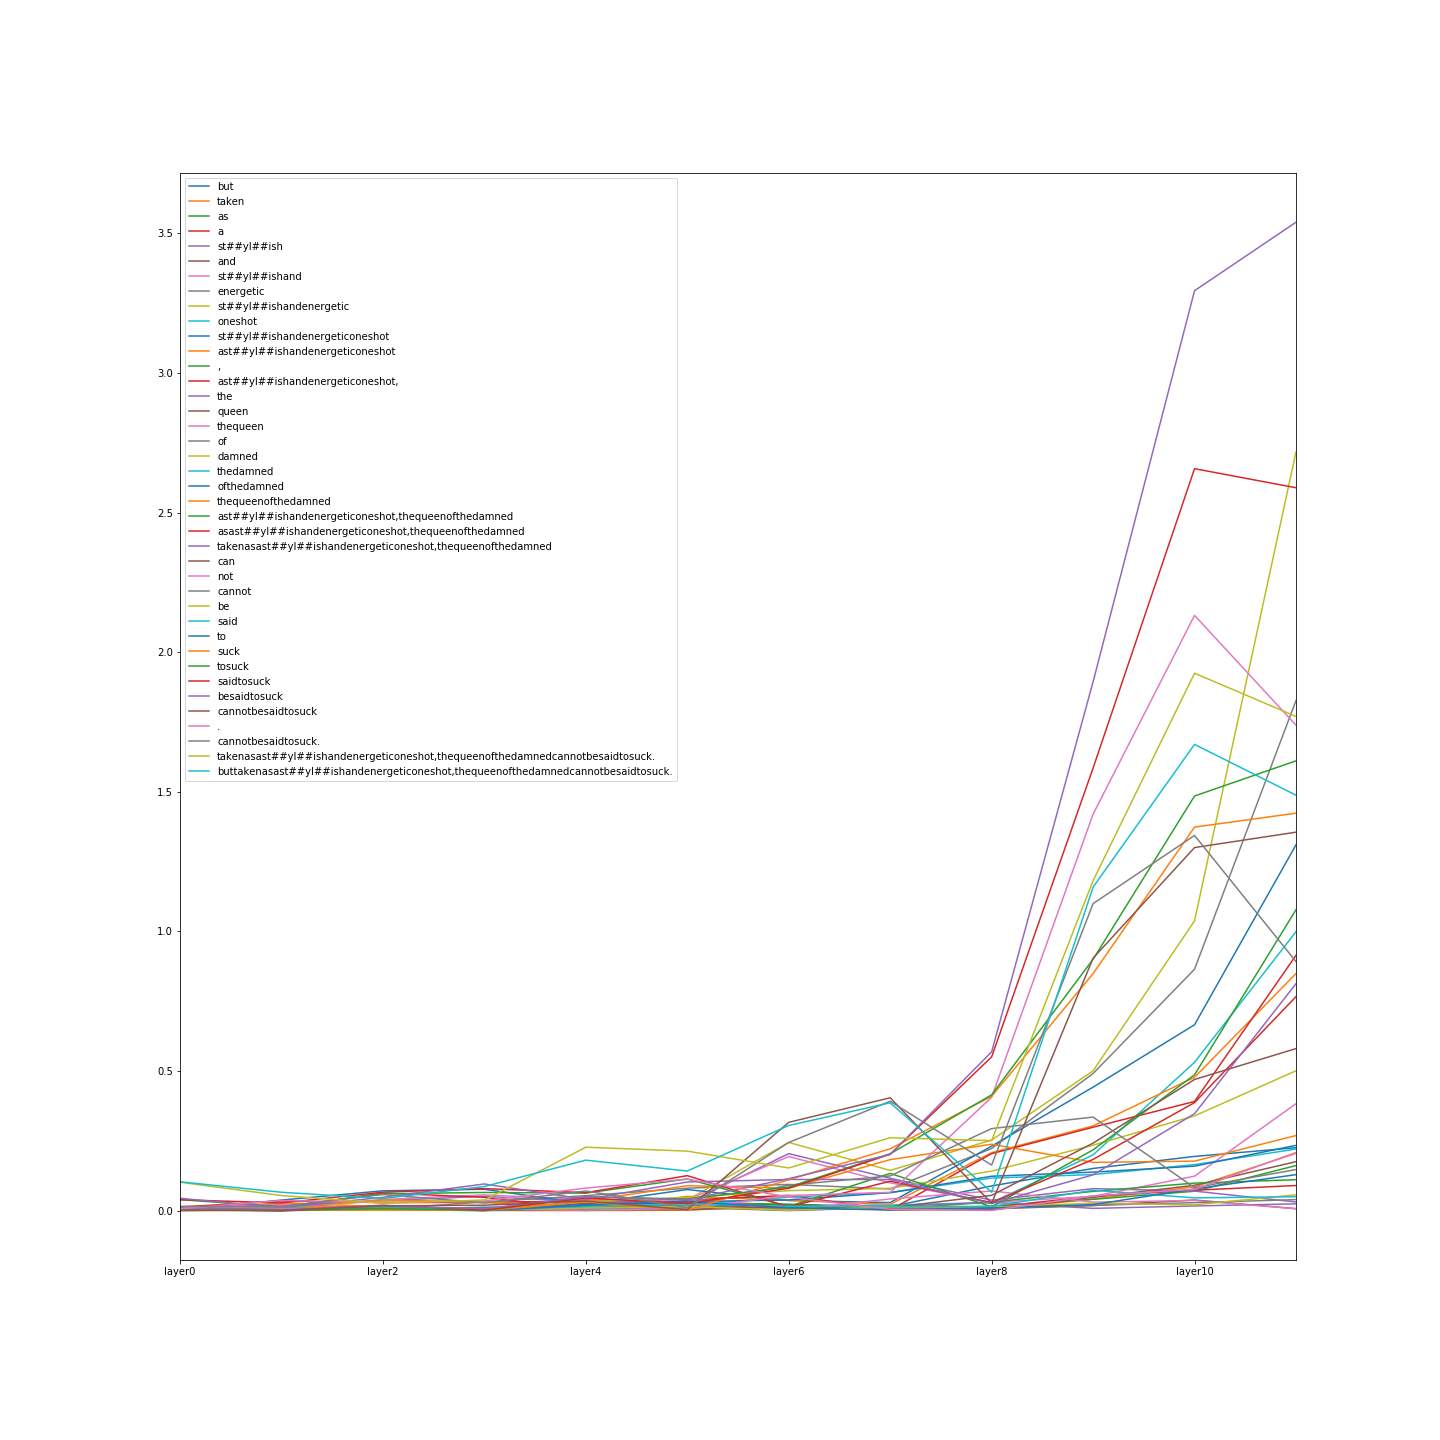 3.5
3.0
2.5
2.0
1.5
1.0
0.5
0.0
but
taken
as
a
st##yl##ish
and
st##yl##ishand
energetic
st##yl##ishandenergetic
oneshot
st##yl##ishandenergeticoneshot
ast##yl##ishandenergeticoneshot
,
ast##yl##ishandenergeticoneshot,
the
queen
thequeen
of
damned
thedamned
ofthedamned
thequeenofthedamned
ast##yl##ishandenergeticoneshot,thequeenofthedamned
asast##yl##ishandenergeticoneshot,thequeenofthedamned
takenasast##yl##ishandenergeticoneshot,thequeenofthedamned
can
not
cannot
be
said
to
suck
tosuck
saidtosuck
besaidtosuck
cannotbesaidtosuck
.
cannotbesaidtosuck.
takenasast##yl##ishandenergeticoneshot,thequeenofthedamnedcannotbesaidtosuck.
buttakenasast##yl##ishandenergeticoneshot,thequeenofthedamnedcannotbesaidtosuck.
layer0 layer2 layer4 layer6 layer8 layer10